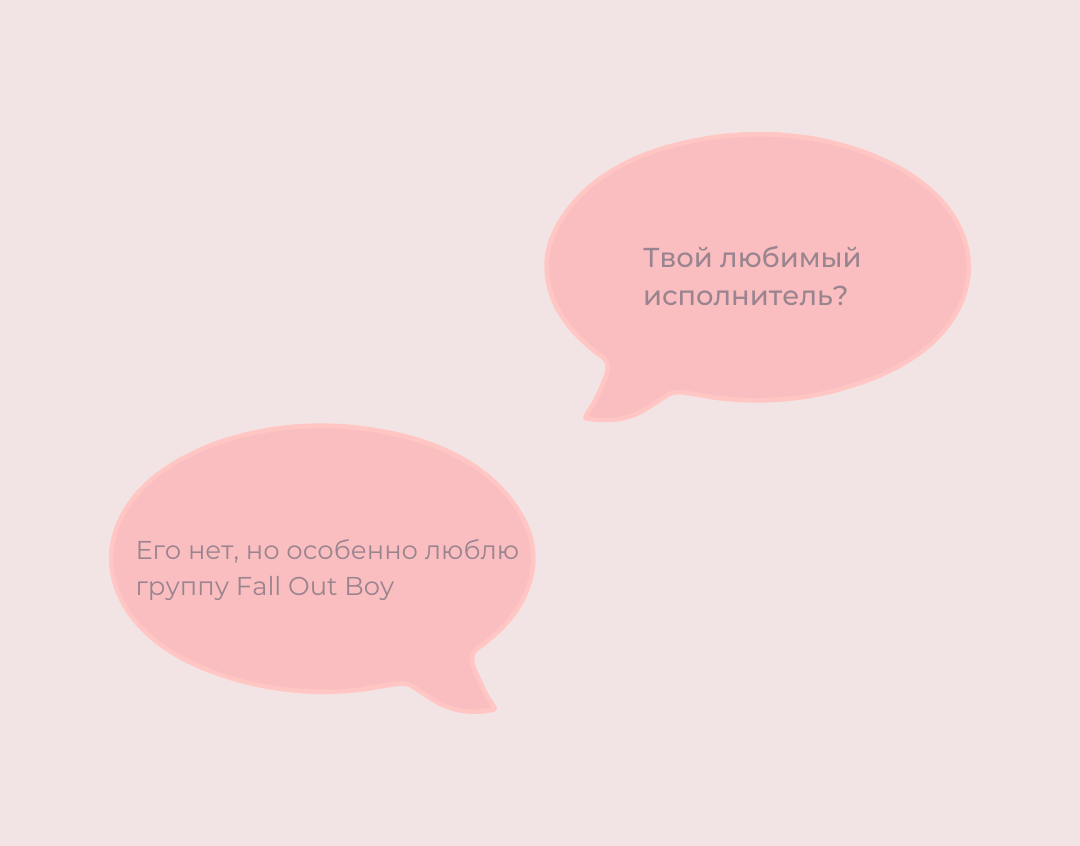 Твой любимый
исполнитель?
Его нет, но особенно люблю
группу Fall Out Boy